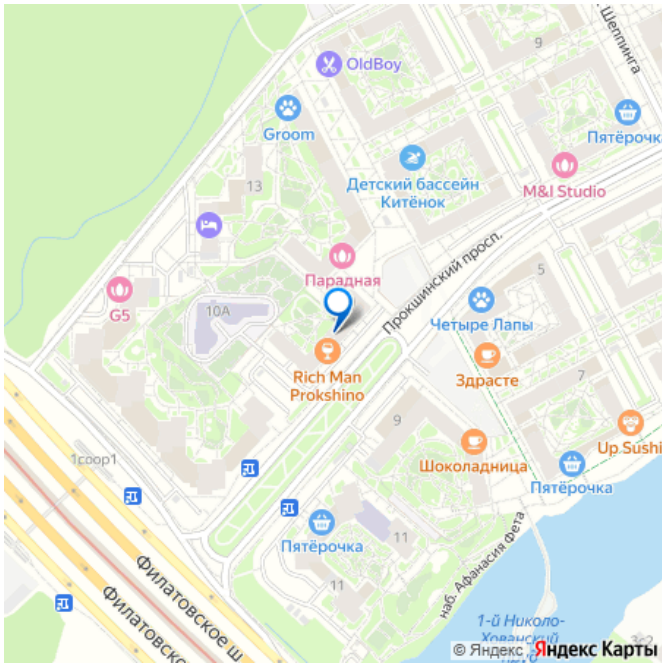 Шеппинга
9
OldBoy
Groom
Пятёрочка
Детский бассейн
Китёнок
M&I Studio
13
Прокшинский просп.
Парадная
5
G5
10А
Четыре Лапы
Rich Man
Prokshino
Здрасте
7
9
Up Sushi
Шоколадница
1соор1
Пятёрочка
Пятёрочка
11
11
наб. Афанасия Фета
Филатовское ш
Филатовское
1-й Николо-
Хованский
3с2
© Яндекс Яндекс Карты